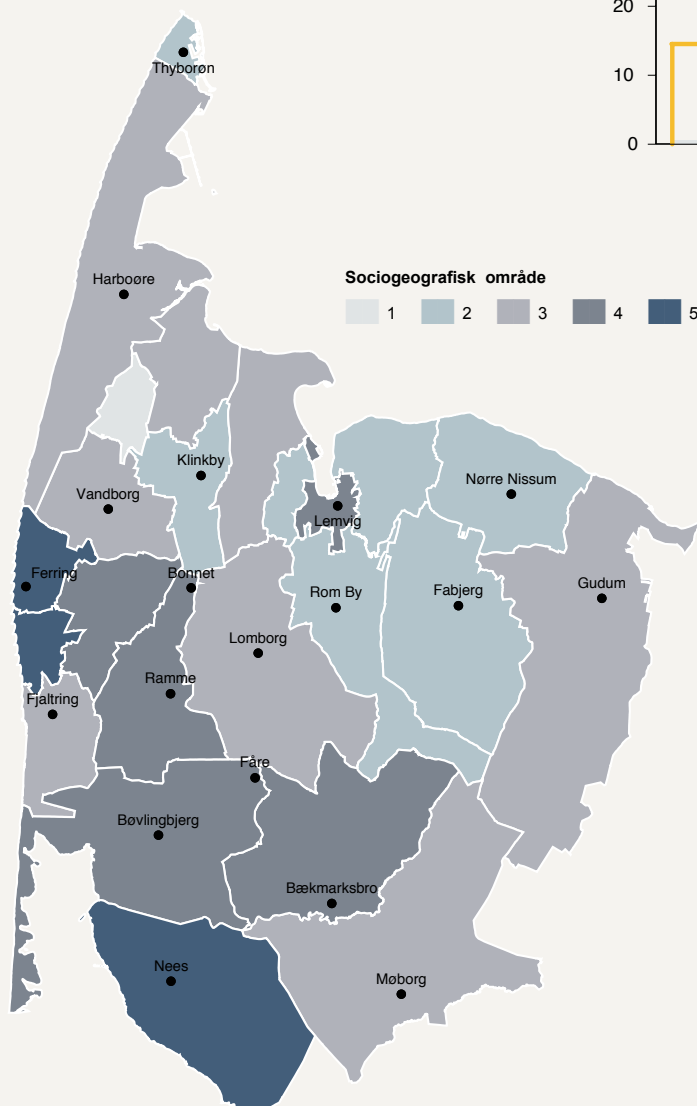 20
10
0
Thyborøn
Harboøre
Sociogeografisk område
1 2 3 4 5
Klinkby
Nørre Nissum
Vandborg
Lemvig
Ferring
Bonnet
Rom By
Fabjerg
Gudum
Lomborg
Ramme
Fjaltring
Fåre
Bøvlingbjerg
Bækmarksbro
Nees
Møborg